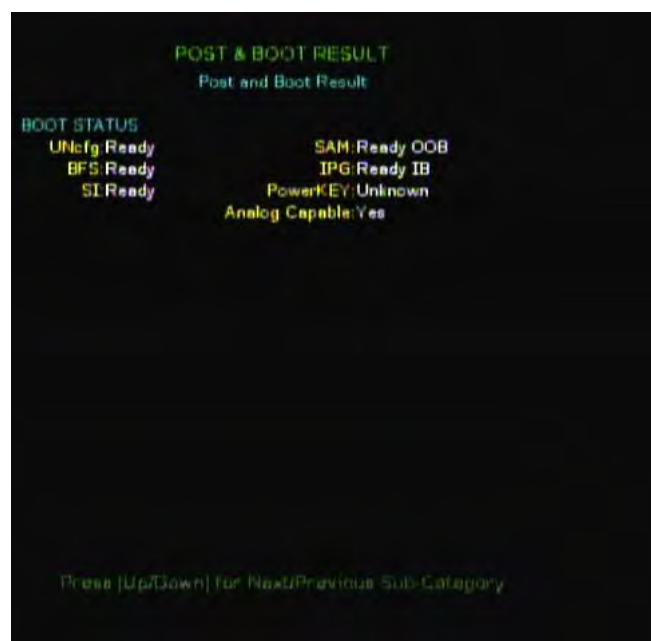 POST & BOOT RESULT
Post and Boot Result
BOOT STATUS
UNcfg:Ready SAM:Ready OOB
BFS:Ready IPG:Ready IB
SI:Ready PowerKEY:Unknown
Analog Capable:Yes
Press [Up/Down] for Next/Previous Sub-Category